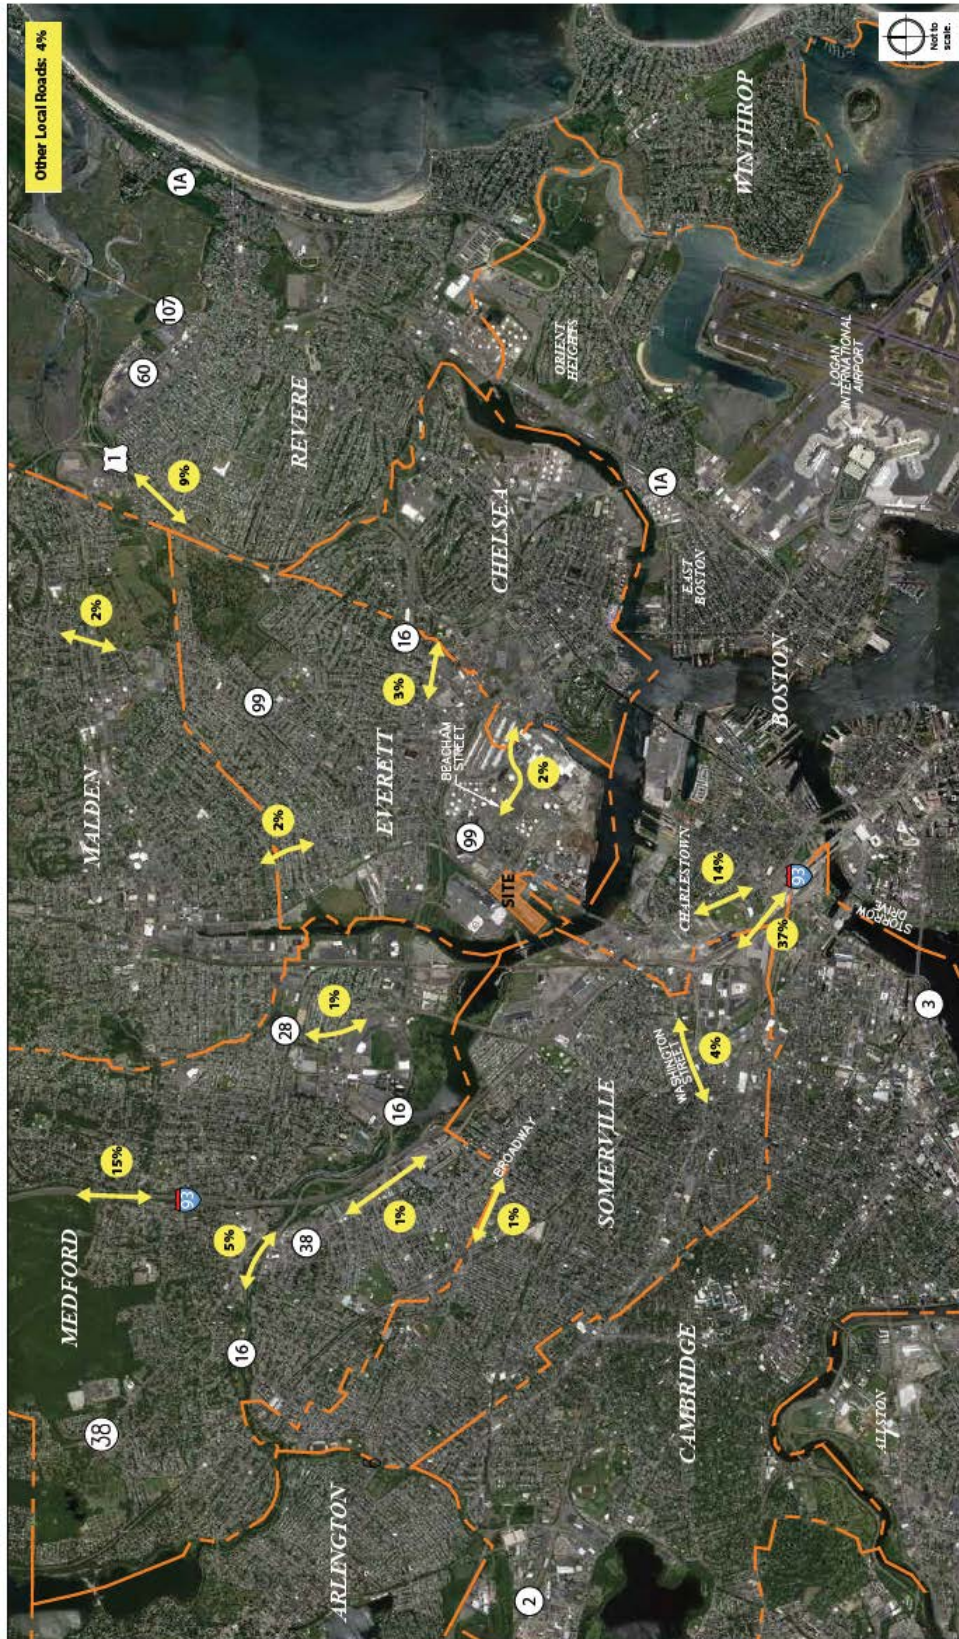 Other Local Roads: 4%
Not to
scale.
MEDFORD
38
16
5%
38
15%
93
1%
28
1%
MALDEN
2%
99
2%
1
9%
60
107
1A
REVERE
ARLINGTON
16
EVERETT
99
BEACHAM
STREET
3%
16
2%
SITE
CHELSEA
ORIENT
HEIGHTS
WINTHROP
2
BROADWAY
1%
SOMERVILLE
WASHINGTON
STREET
4%
CHARLESTOWN
14%
93
37%
EAST
BOSTON
1A
BOSTON
LOGAN
INTERNATIONAL
AIRPORT
CAMBRIDGE
ALLSTON
3
STORROW
DRIVE